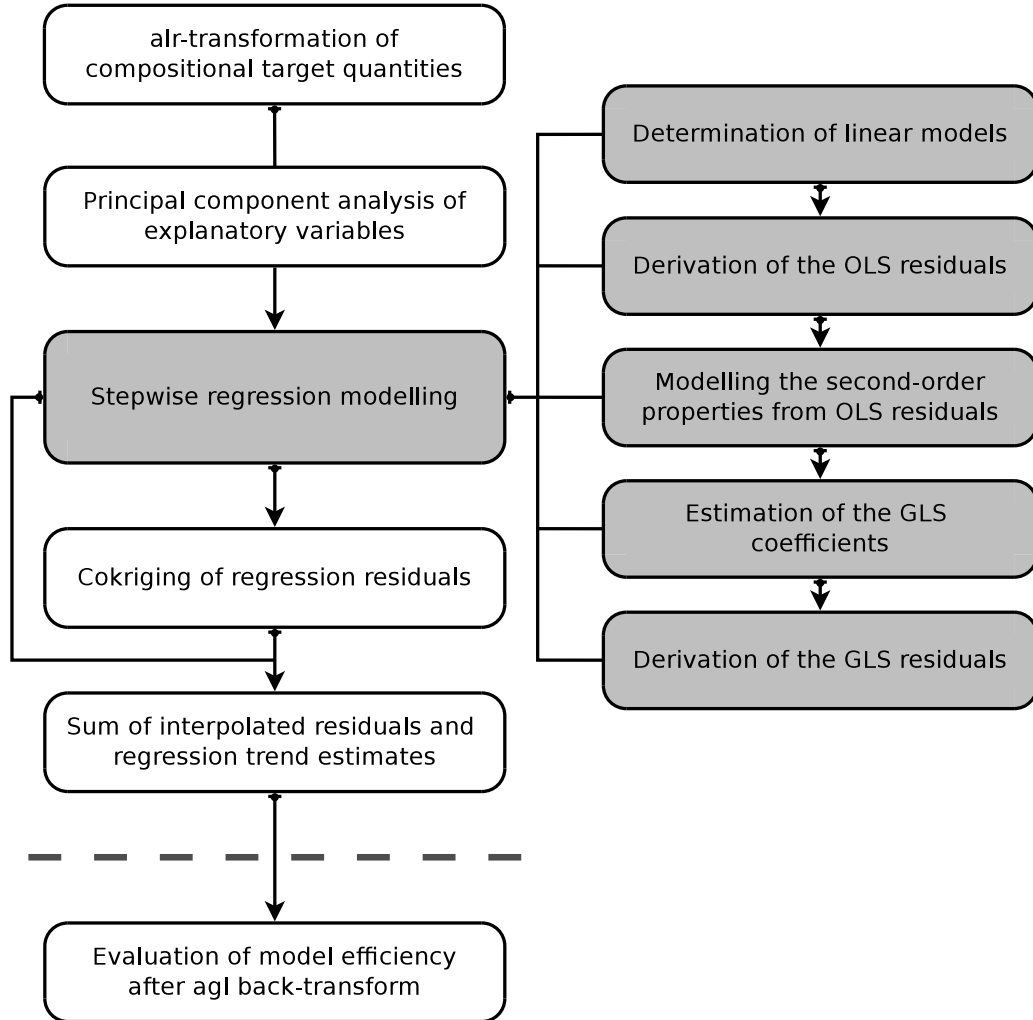 alr-transformation of
compositional target quantities
Principal component analysis of
explanatory variables
Stepwise regression modelling
Cokriging of regression residuals
Sum of interpolated residuals and
regression trend estimates
Evaluation of model efficiency
after agl back-transform
Determination of linear models
Derivation of the OLS residuals
Modelling the second-order
properties from OLS residuals
Estimation of the GLS
coefficients
Derivation of the GLS residuals